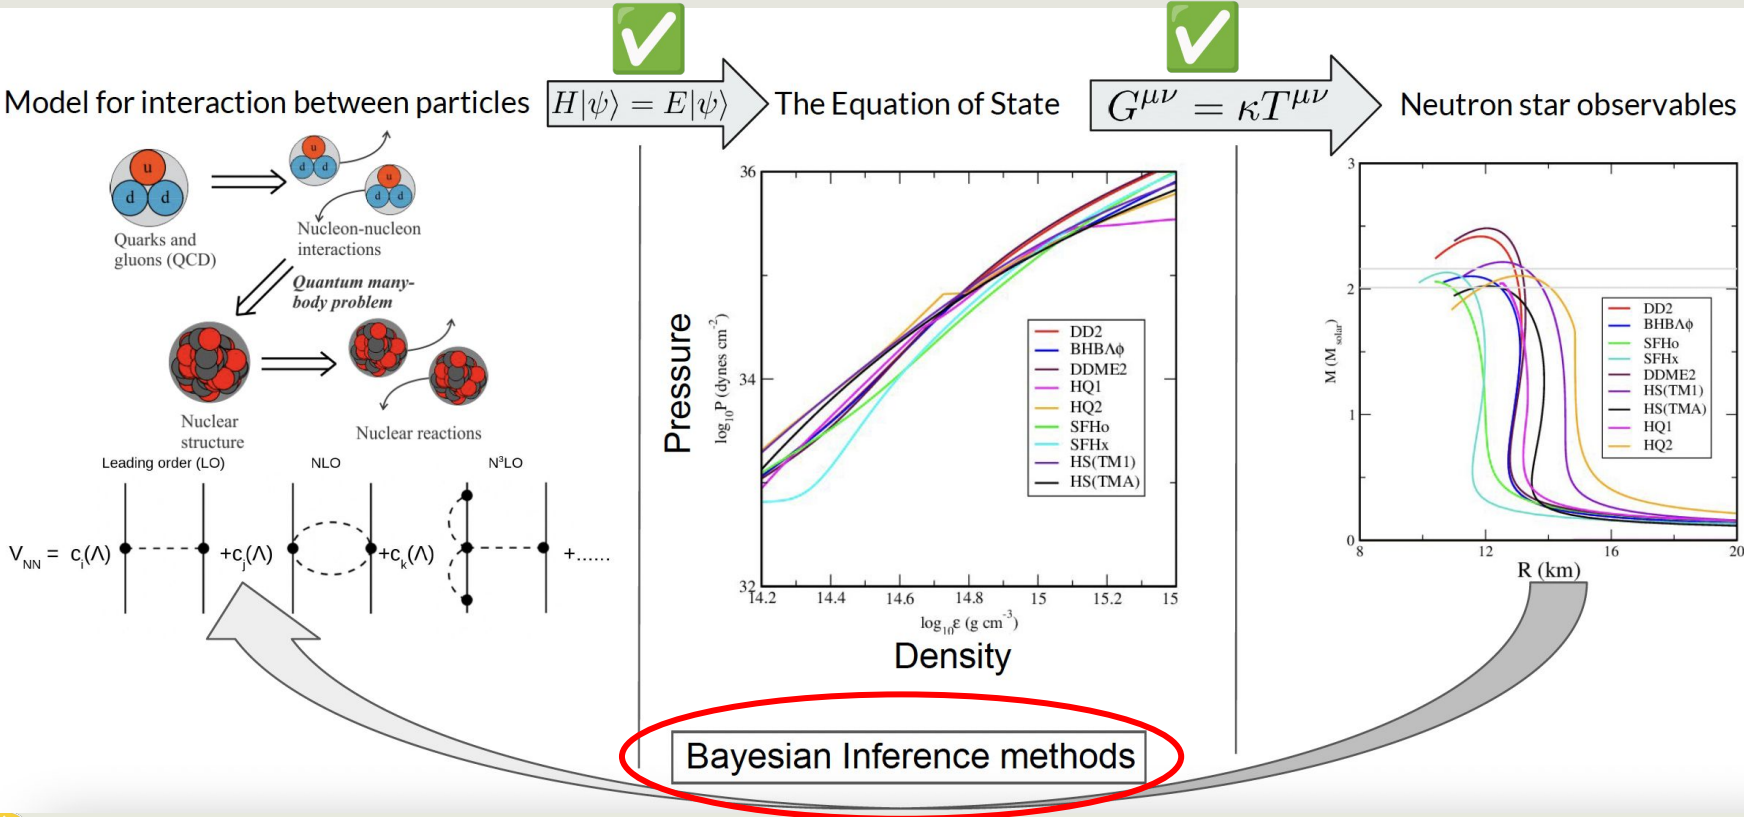 Model for interaction between particles
H|ψ⟩ = E|ψ⟩
The Equation of State
G^{μν} = κT^{μν}
Neutron star observables
u
d d
u
d d
u
d d
Quarks and
gluons (QCD)
Nucleon-nucleon
interactions
Quantum many-
body problem
Nuclear
structure
Nuclear reactions
Leading order (LO)
NLO
N³LO
V_{NN} = c_i(Λ)
+c_j(Λ)
+c_k(Λ)
+......
Pressure
log₁₀P (dynes cm⁻²)
36
34
32
14.2
14.4
14.6
14.8
15
15.2
15
log₁₀ε (g cm⁻³)
Density
DD2
BHBΛϕ
DDME2
HQ1
HQ2
SFHo
SFHx
HS(TM1)
HS(TMA)
M (M_{solar})
3
2
1
0
8
12
16
20
R (km)
DD2
BHBΛϕ
SFHo
SFHx
DDME2
HS(TM1)
HS(TMA)
HQ1
HQ2
Bayesian Inference methods